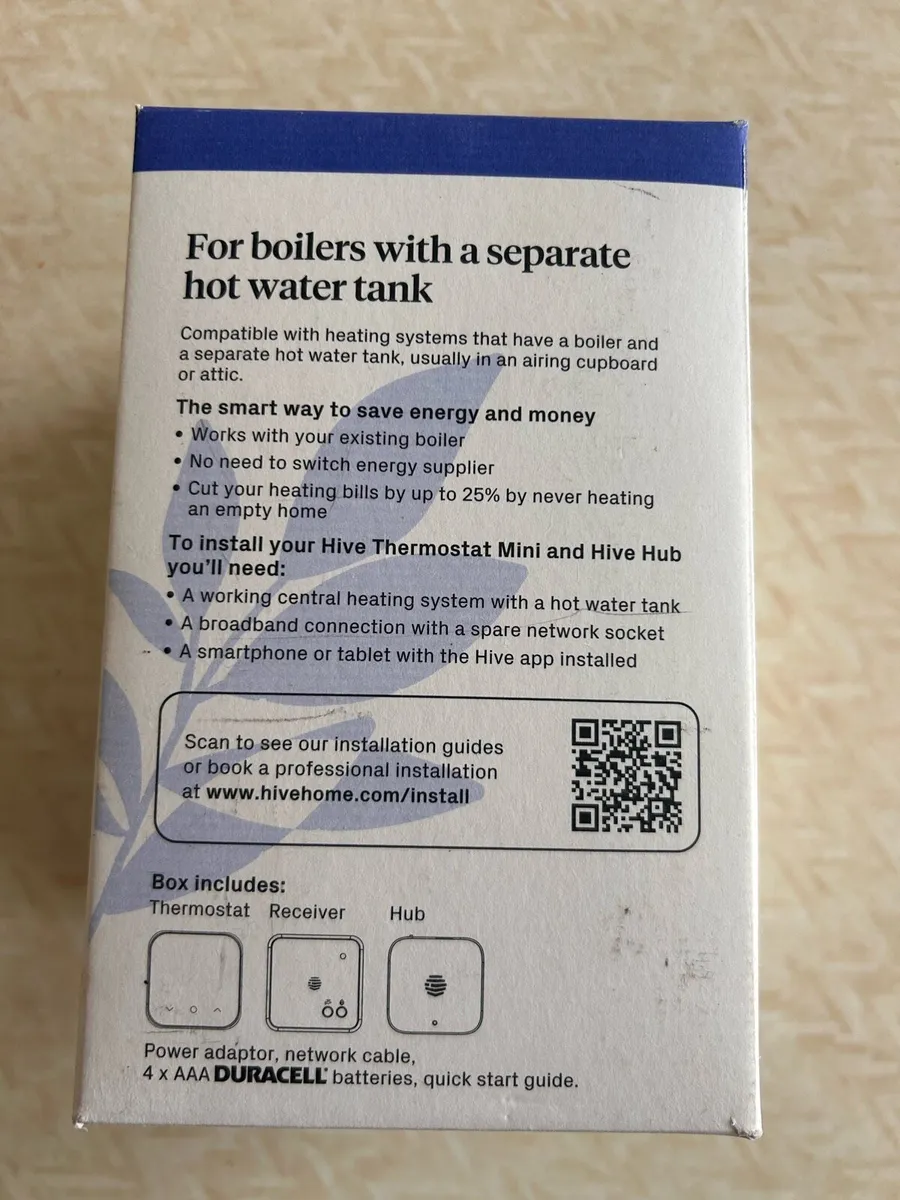 For boilers with a separate
hot water tank
Compatible with heating systems that have a boiler and
a separate hot water tank, usually in an airing cupboard
or attic.
The smart way to save energy and money
• Works with your existing boiler
• No need to switch energy supplier
• Cut your heating bills by up to 25% by never heating
an empty home
To install your Hive Thermostat Mini and Hive Hub
you'll need:
• A working central heating system with a hot water tank
• A broadband connection with a spare network socket
• A smartphone or tablet with the Hive app installed
Scan to see our installation guides
or book a professional installation
at www.hivehome.com/install
Box includes:
Thermostat Receiver Hub
Power adaptor, network cable,
4 x AAA DURACELL® batteries, quick start guide.